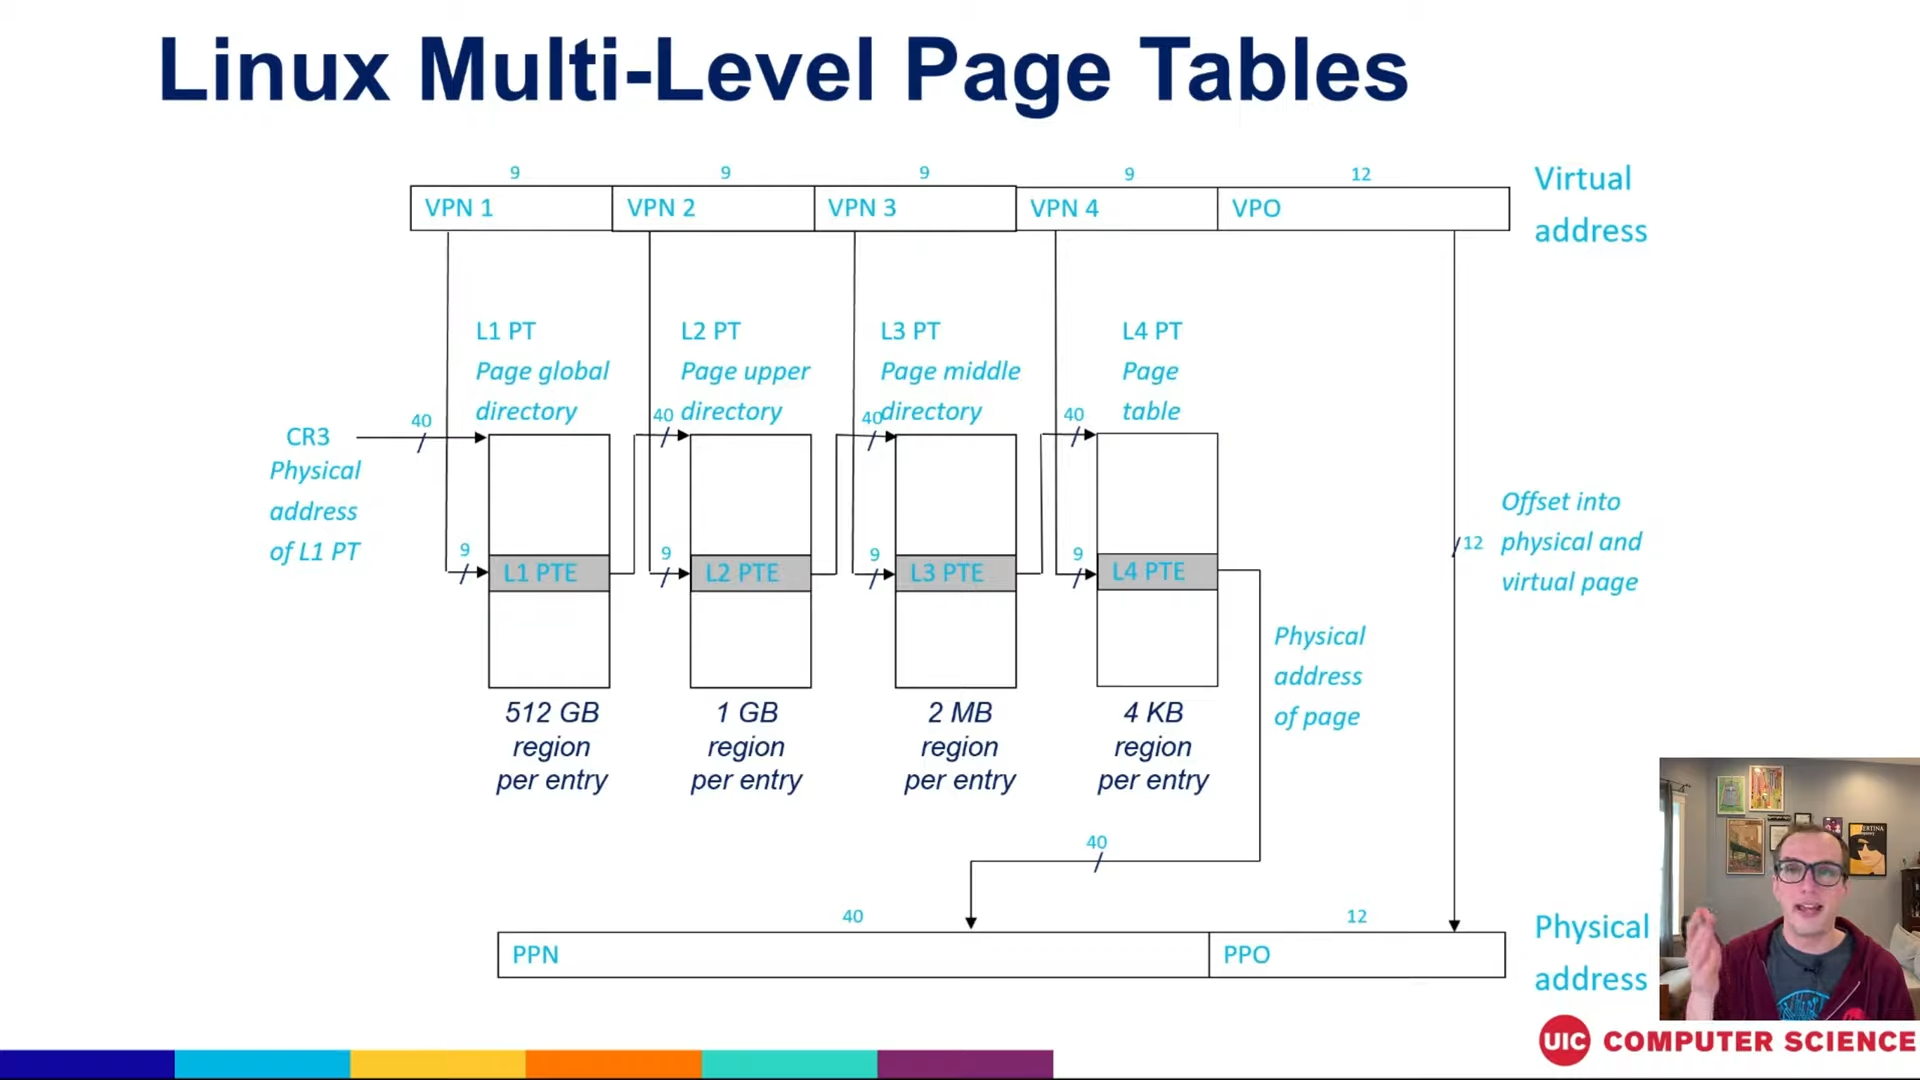 Linux Multi-Level Page Tables
9
9
9
9
12
VPN 1
VPN 2
VPN 3
VPN 4
VPO
Virtual
address
L1 PT
Page global
directory
L2 PT
Page upper
directory
L3 PT
Page middle
directory
L4 PT
Page
table
CR3
Physical
address
of L1 PT
40
40
40
40
9
9
9
9
L1 PTE
L2 PTE
L3 PTE
L4 PTE
12
Offset into
physical and
virtual page
512 GB
region
per entry
1 GB
region
per entry
2 MB
region
per entry
4 KB
region
per entry
Physical
address
of page
40
40
12
PPN
PPO
Physical
address
UIC COMPUTER SCIENCE